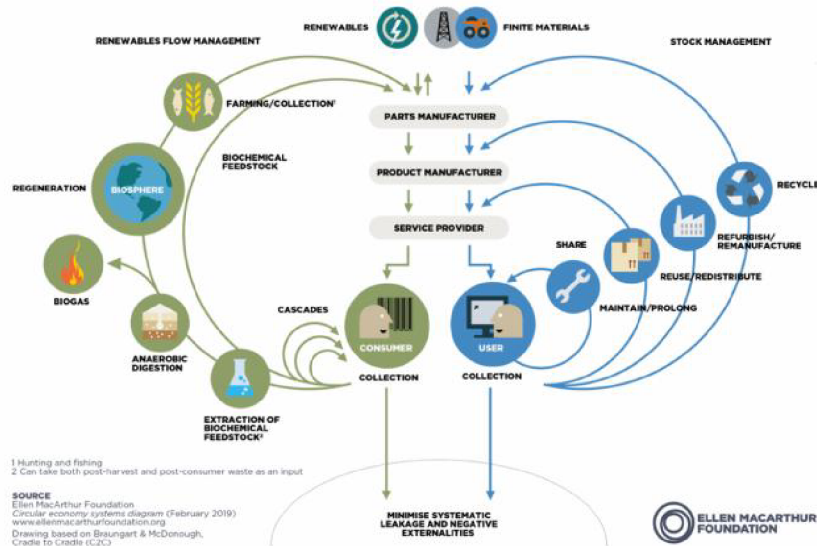 RENEWABLES
FINITE MATERIALS
RENEWABLES FLOW MANAGEMENT
STOCK MANAGEMENT
FARMING/COLLECTION¹
PARTS MANUFACTURER
BIOCHEMICAL
FEEDSTOCK
PRODUCT MANUFACTURER
REGENERATION
BIOSPHERE
RECYCLE
SERVICE PROVIDER
SHARE
REFURBISH/
REMANUFACTURE
REUSE/REDISTRIBUTE
BIOGAS
CASCADES
MAINTAIN/PROLONG
CONSUMER
USER
ANAEROBIC
DIGESTION
COLLECTION
COLLECTION
EXTRACTION OF
BIOCHEMICAL
FEEDSTOCK²
1 Hunting and fishing
2 Can take both post-harvest and post-consumer waste as an input
SOURCE
Ellen MacArthur Foundation
Circular economy systems diagram (February 2019)
www.ellenmacarthurfoundation.org
Drawing based on Braungart & McDonough,
Cradle to Cradle (C2C)
MINIMISE SYSTEMATIC
LEAKAGE AND NEGATIVE
EXTERNALITIES
ELLEN MACARTHUR
FOUNDATION